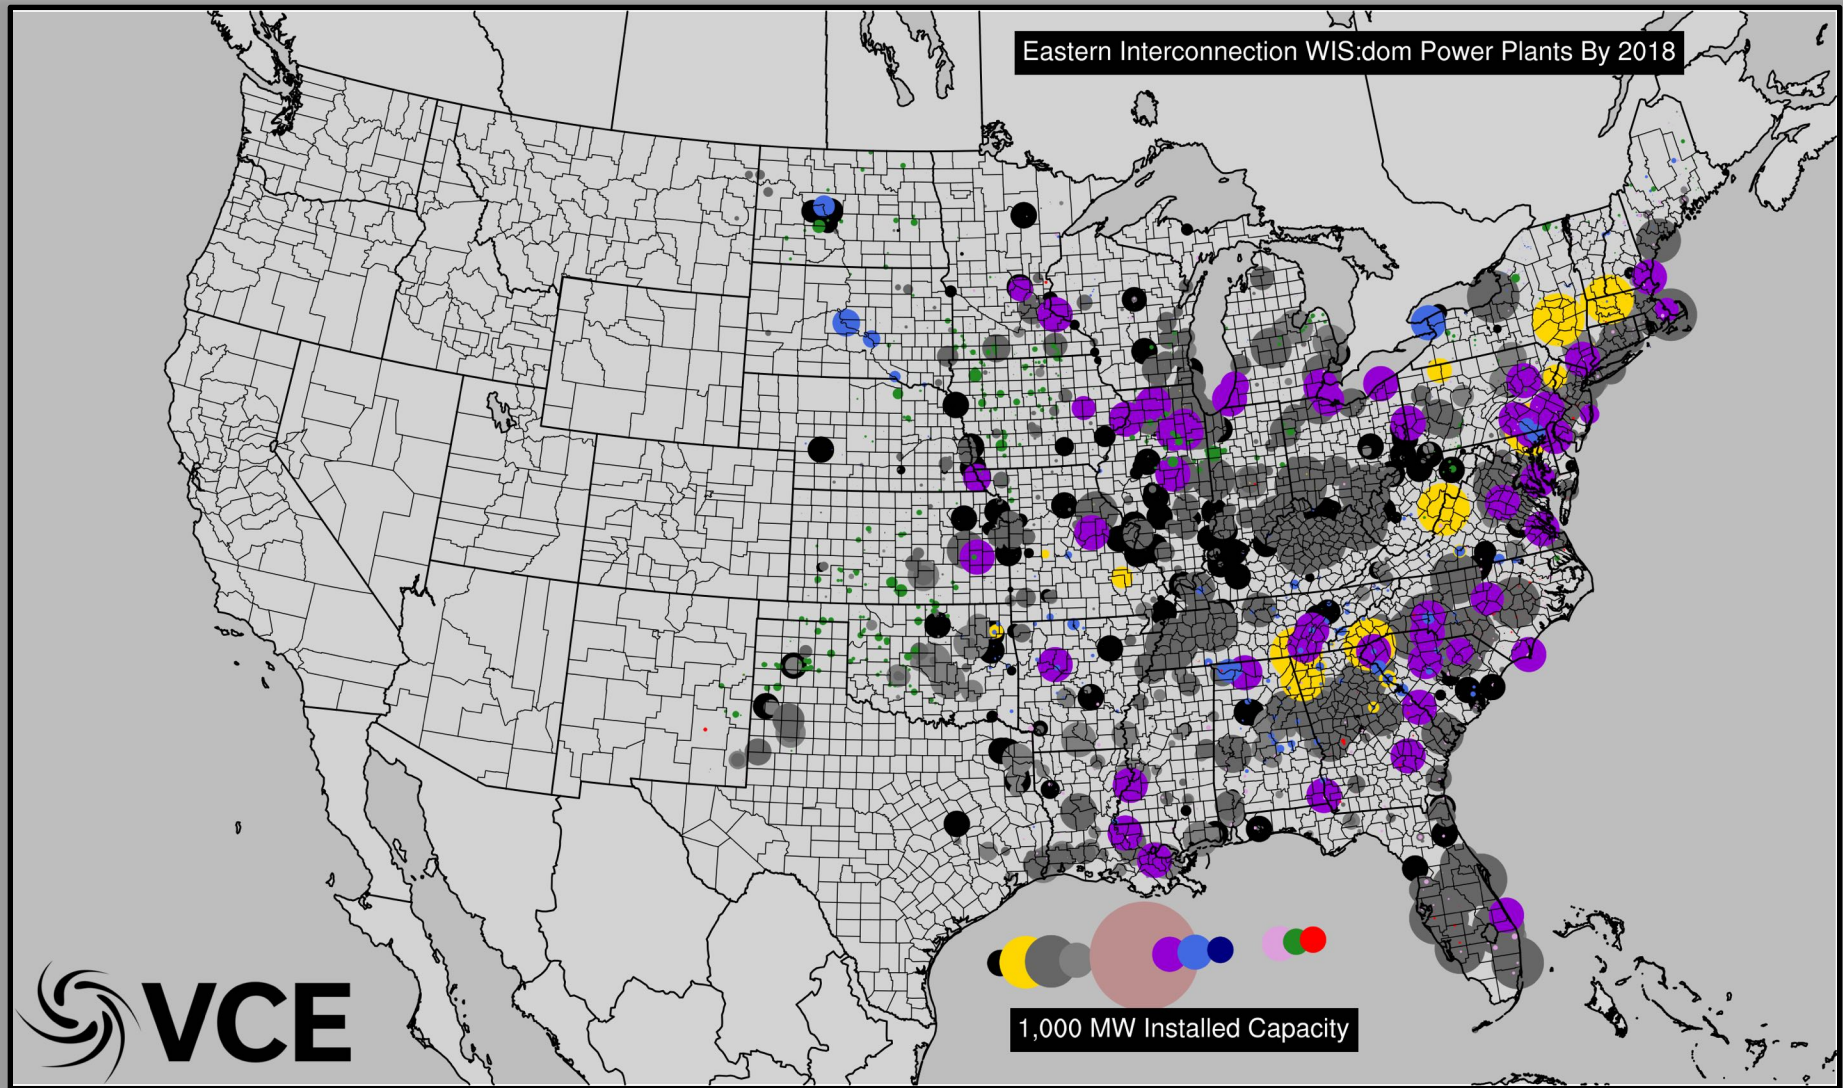 Eastern Interconnection WIS:dom Power Plants By 2018
1,000 MW Installed Capacity
VCE